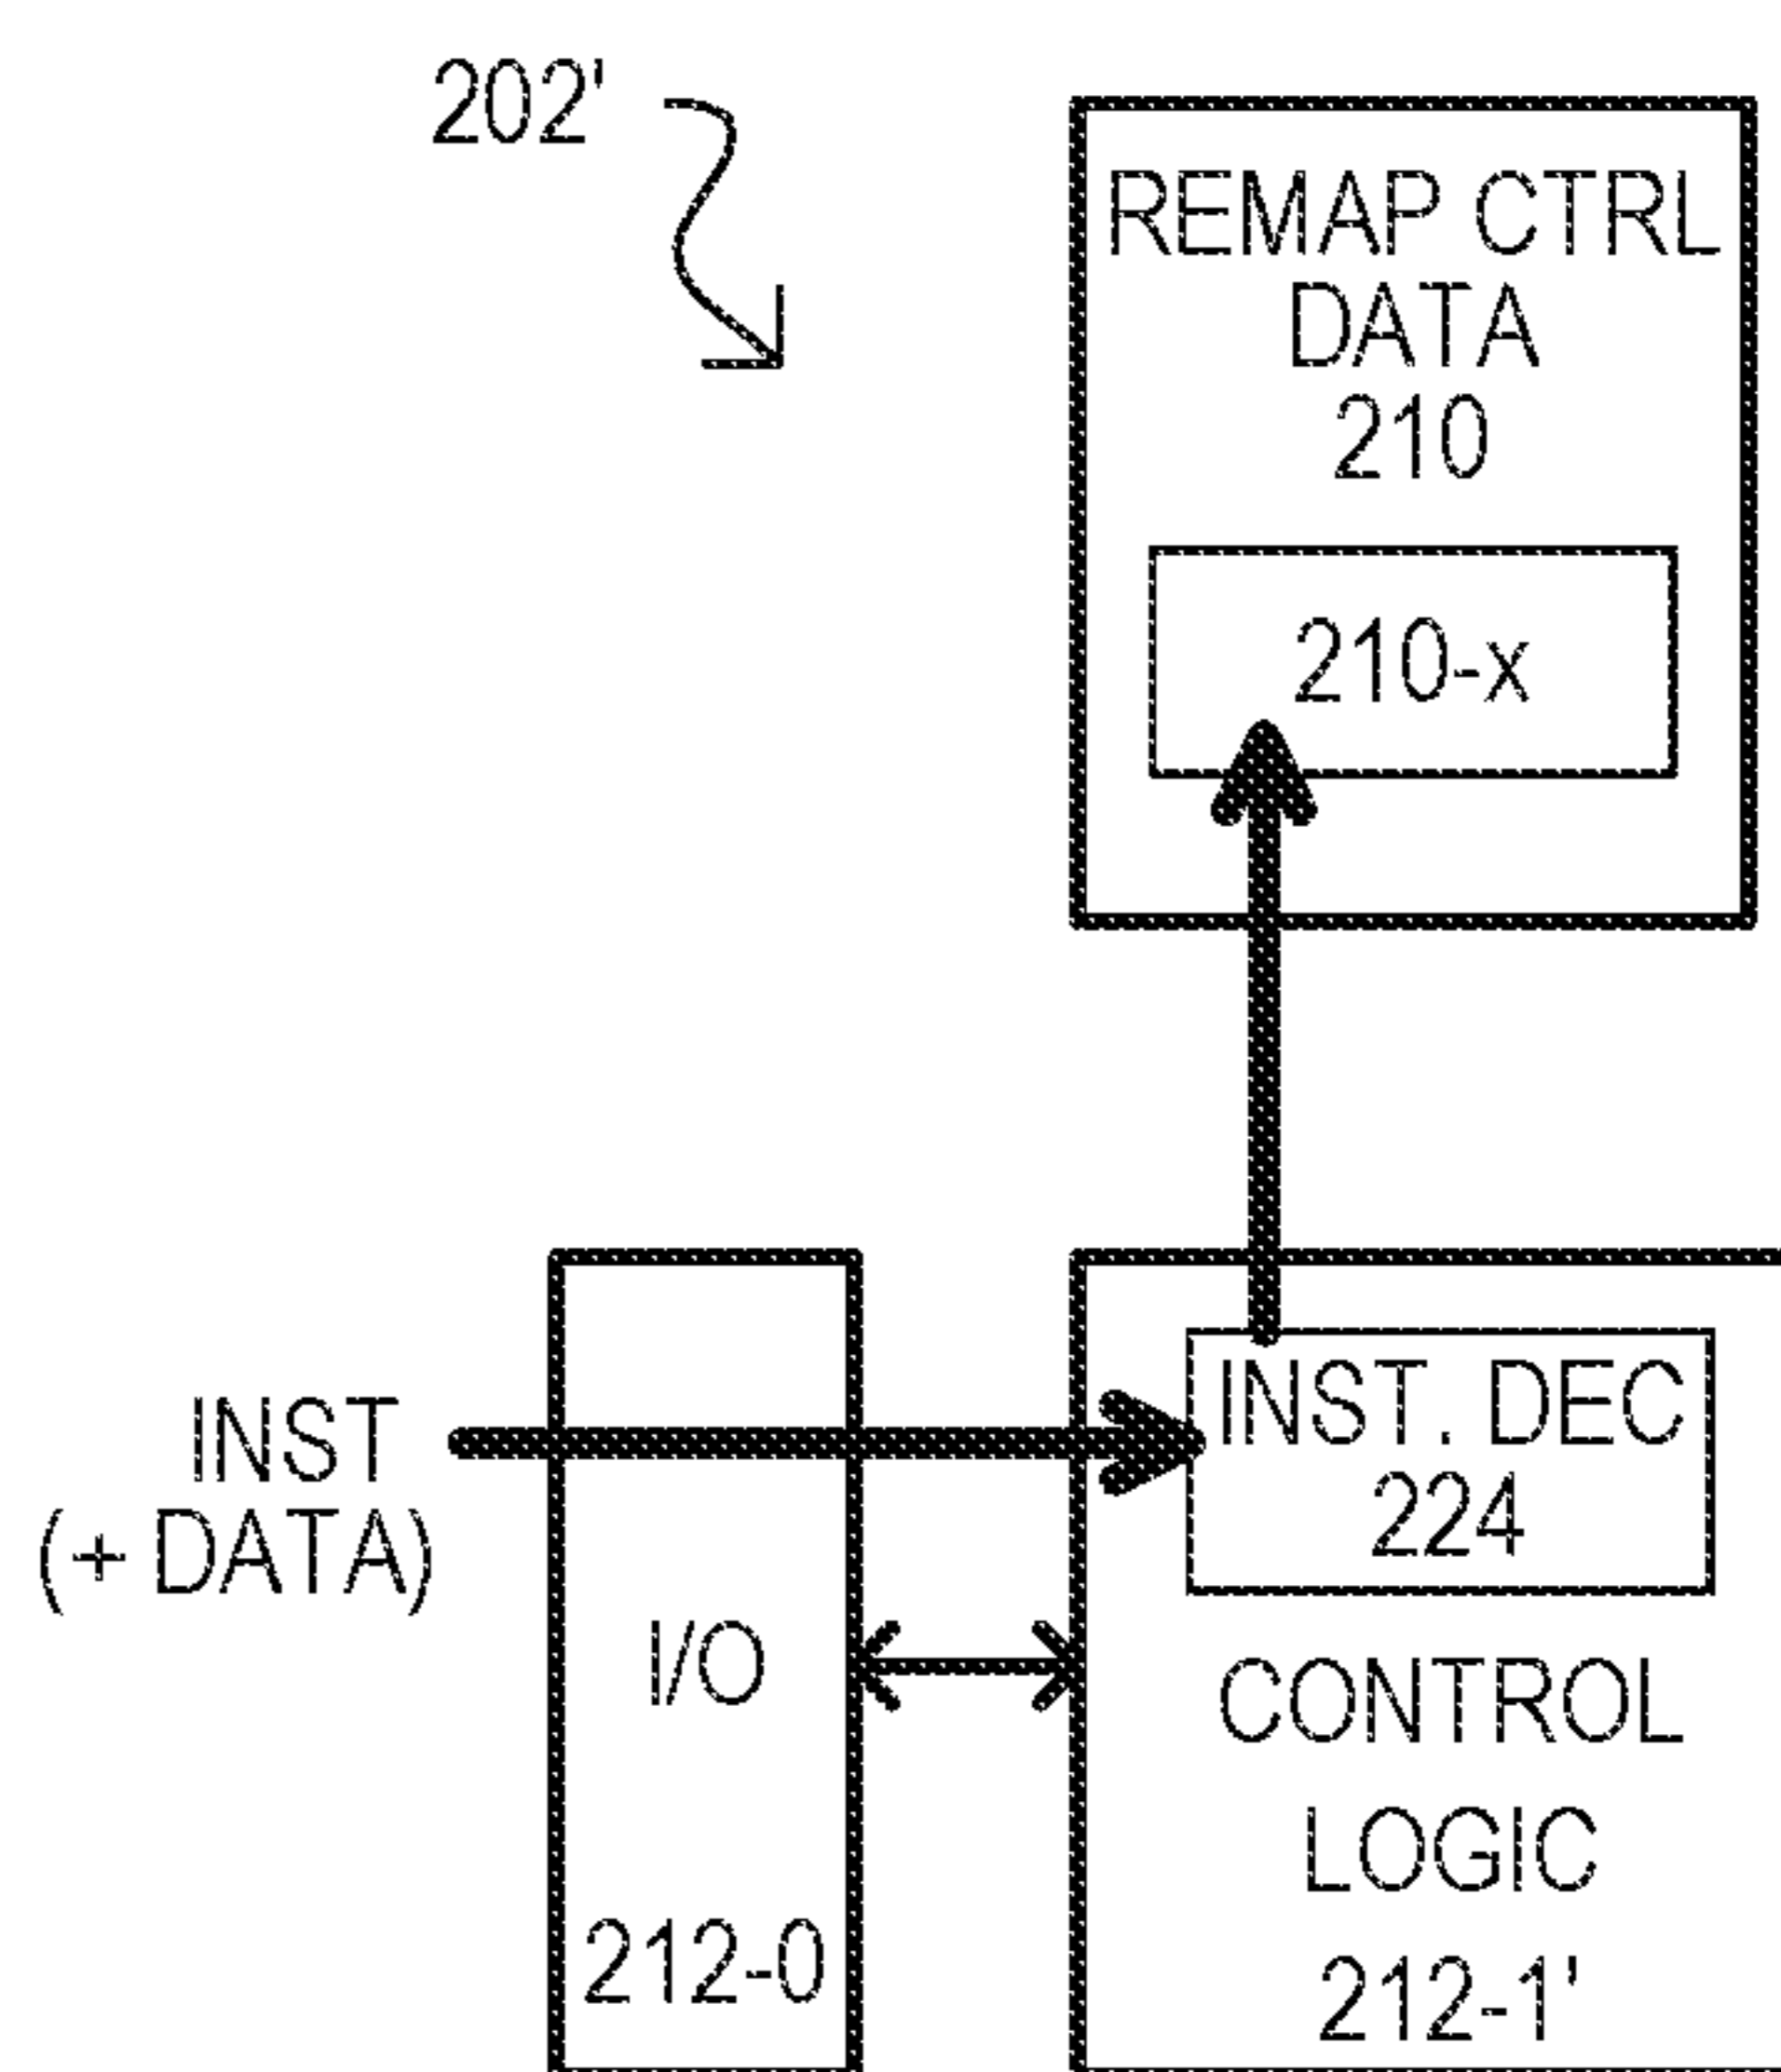 202'
REMAP CTRL
DATA
210
210-x
INST
(+ DATA)
INST. DEC
224
I/O
212-0
CONTROL
LOGIC
212-1'